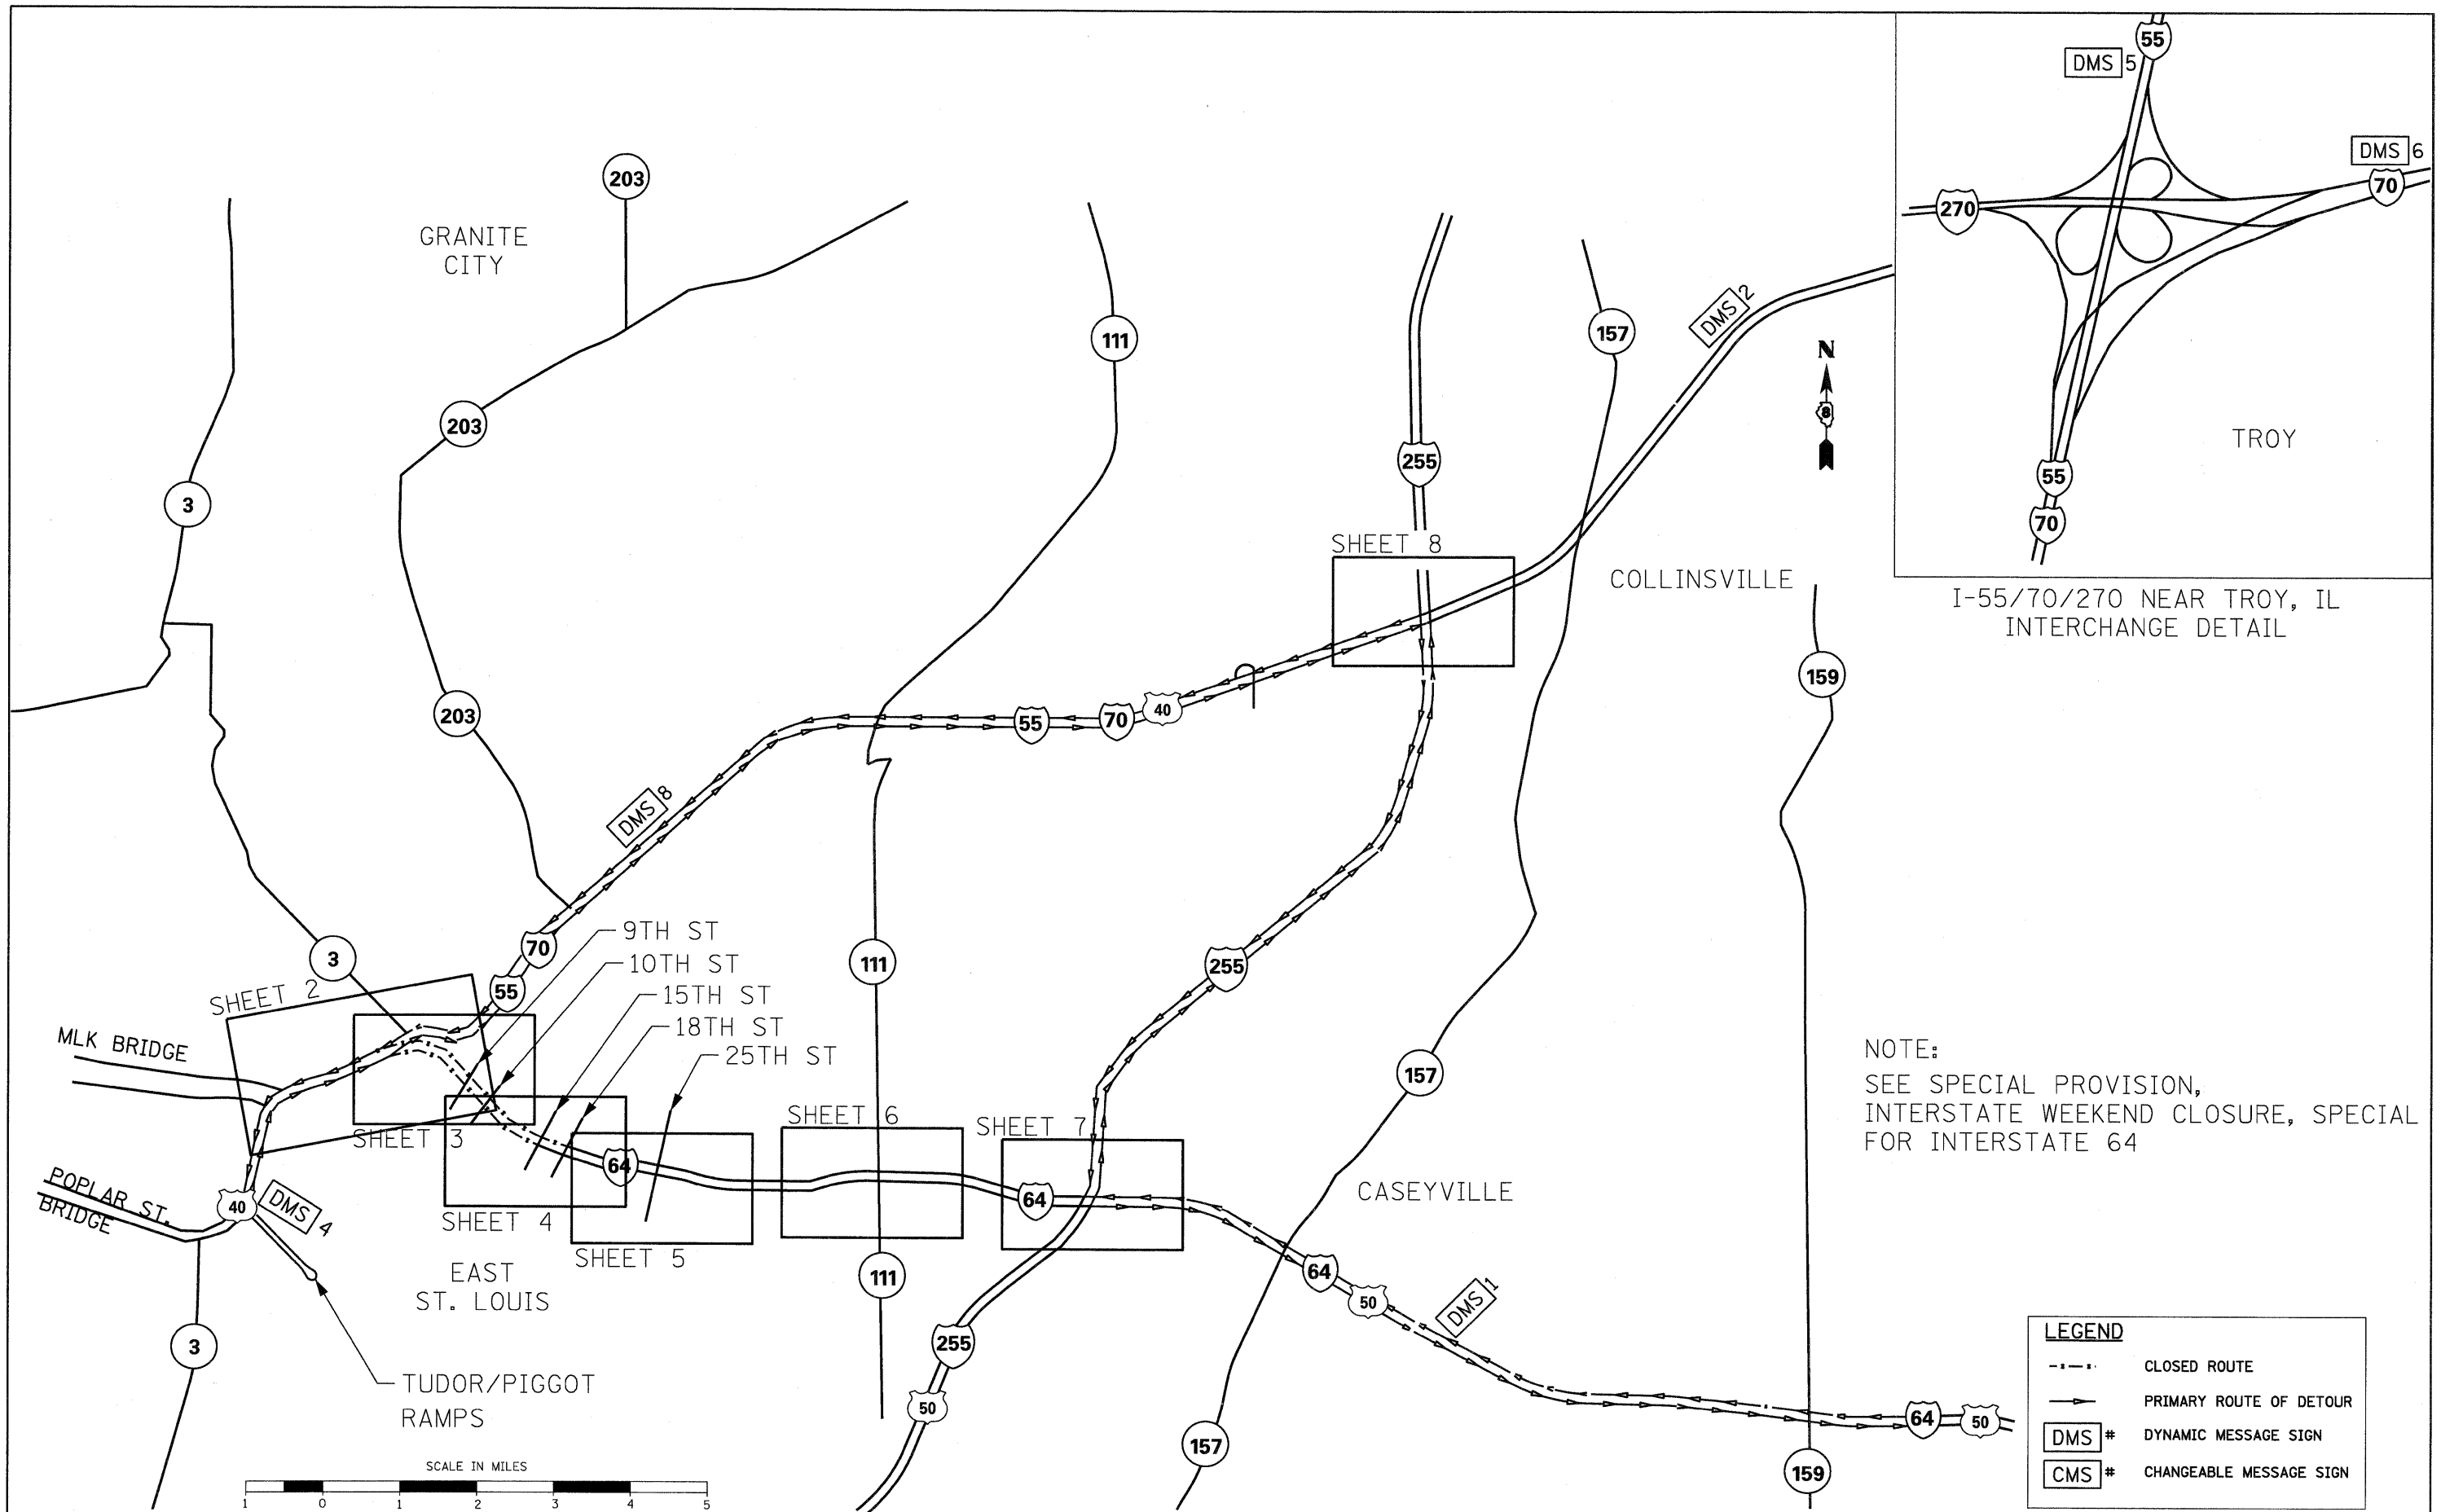 55
DMS 5
DMS 6
70
270
55
70
TROY
I-55/70/270 NEAR TROY, IL
INTERCHANGE DETAIL
203
GRANITE
CITY
111
157
DMS 2
N
8
203
255
3
SHEET 8
COLLINSVILLE
159
203
55
70
40
DMS 8
70
9TH ST
10TH ST
15TH ST
18TH ST
25TH ST
3
55
111
255
SHEET 2
MLK BRIDGE
SHEET 3
SHEET 6
SHEET 7
157
NOTE:
SEE SPECIAL PROVISION,
INTERSTATE WEEKEND CLOSURE, SPECIAL
FOR INTERSTATE 64
POPLAR ST.
BRIDGE
40
DMS 4
64
SHEET 4
SHEET 5
64
CASEYVILLE
EAST
ST. LOUIS
111
64
50
DMS 1
3
255
50
TUDOR/PIGGOT
RAMPS
157
159
64
50
SCALE IN MILES
1 0 1 2 3 4 5
LEGEND
CLOSED ROUTE
PRIMARY ROUTE OF DETOUR
DMS # DYNAMIC MESSAGE SIGN
CMS # CHANGEABLE MESSAGE SIGN